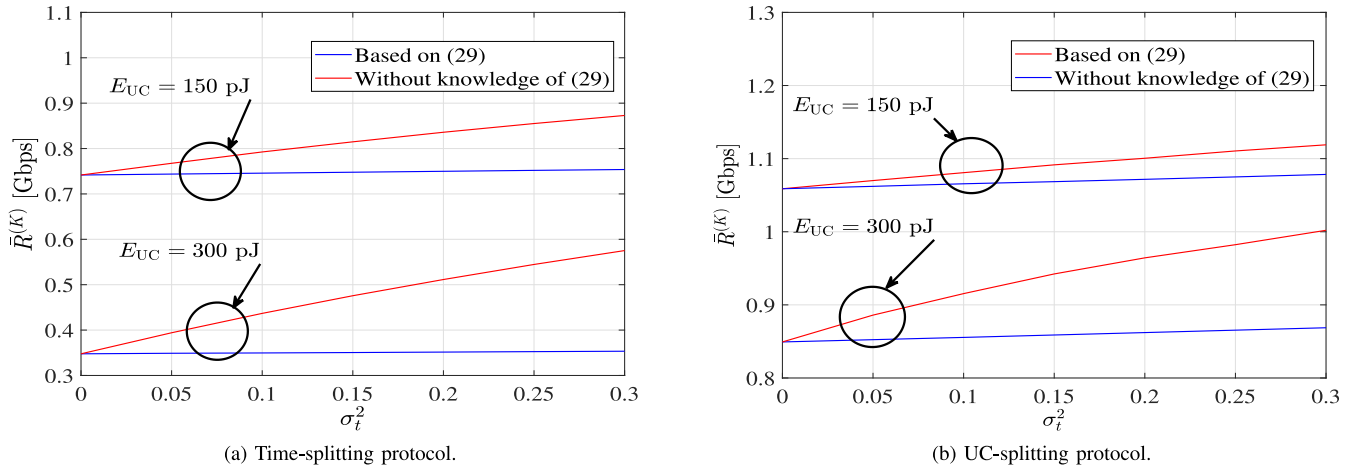 1.1
1
0.9
0.8
0.7
0.6
0.5
0.4
0.3
R̄^(K) [Gbps]
Based on (29)
Without knowledge of (29)
E_UC = 150 pJ
E_UC = 300 pJ
0 0.05 0.1 0.15 0.2 0.25 0.3
σ_t^2
(a) Time-splitting protocol.
1.3
1.2
1.1
1
0.9
0.8
R̄^(K) [Gbps]
Based on (29)
Without knowledge of (29)
E_UC = 150 pJ
E_UC = 300 pJ
0 0.05 0.1 0.15 0.2 0.25 0.3
σ_t^2
(b) UC-splitting protocol.